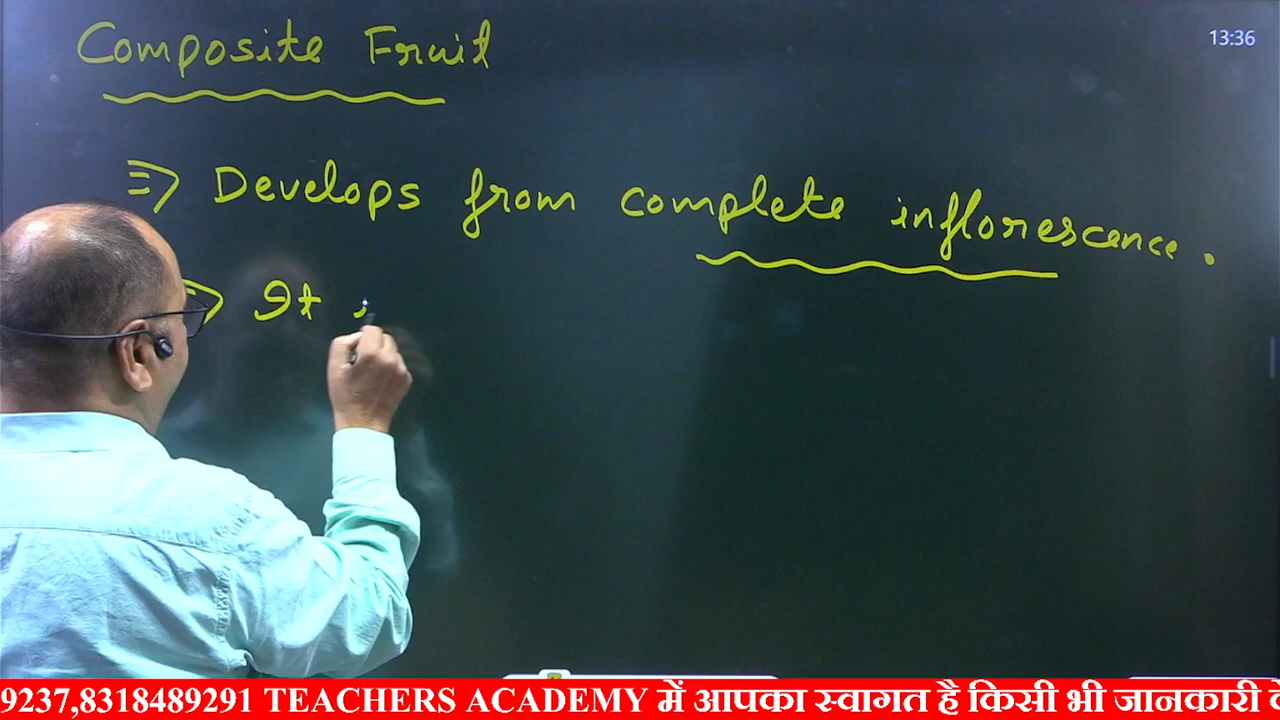 Composite Fruit
13:36
⇒ Develops from complete inflorescence.
⇒ It
9237,8318489291 TEACHERS ACADEMY में आपका स्वागत है किसी भी जानकारी